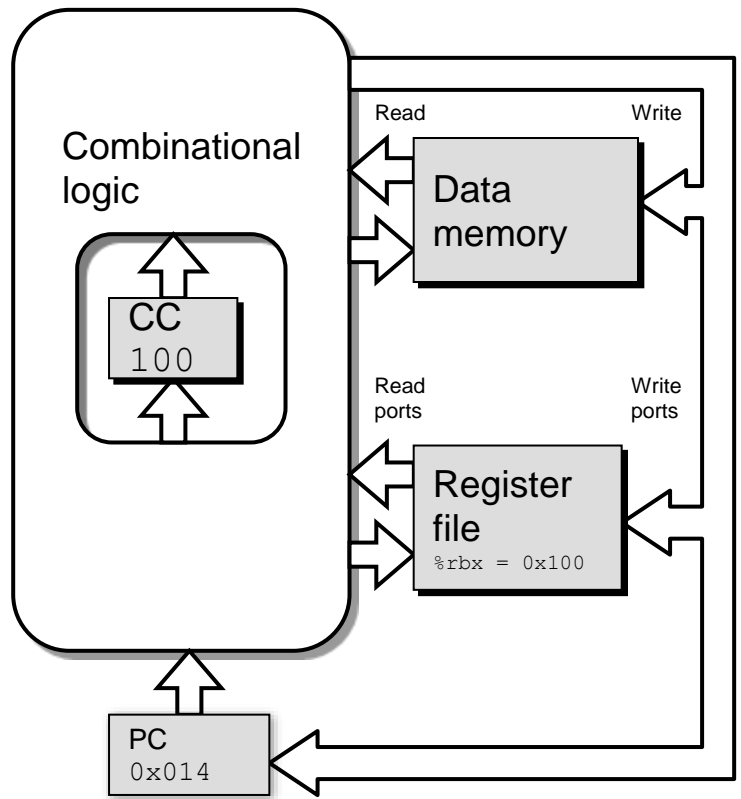 Combinational
logic
CC
100
Read
Write
Data
memory
Read
ports
Write
ports
Register
file
%rbx = 0x100
PC
0x014